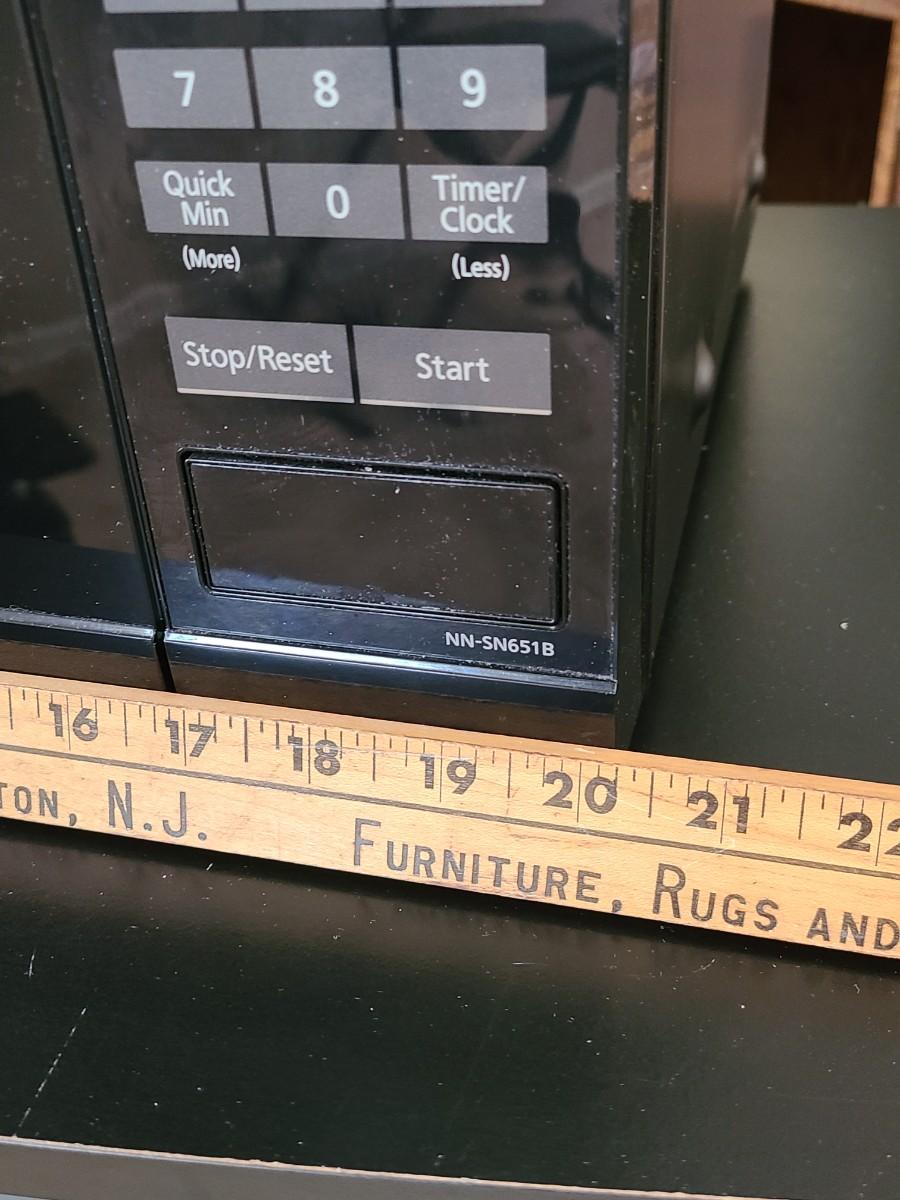 7 8 9
Quick Min 0 Timer/ Clock
(More) (Less)
Stop/Reset Start
NN-SN651B
16 17 18 19 20 21 22
TON, N.J. FURNITURE, RUGS AND